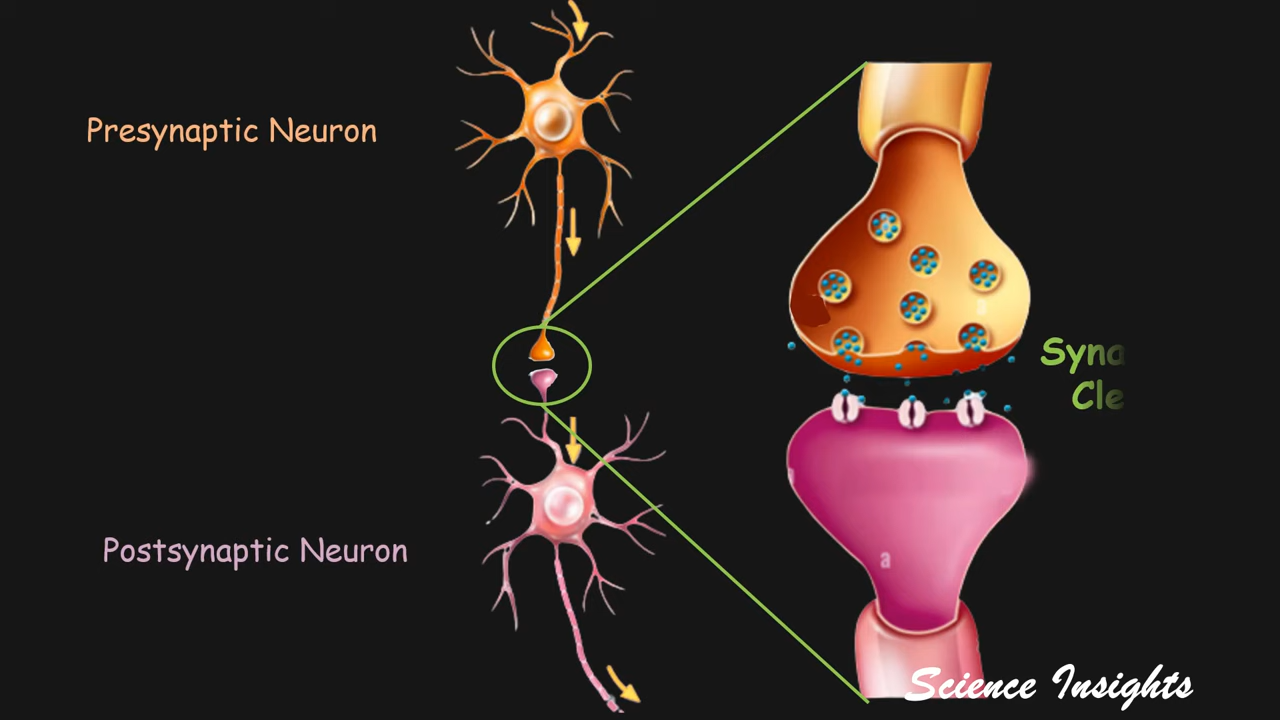 Presynaptic Neuron
Syna
Cle
Postsynaptic Neuron
a
Science Insights